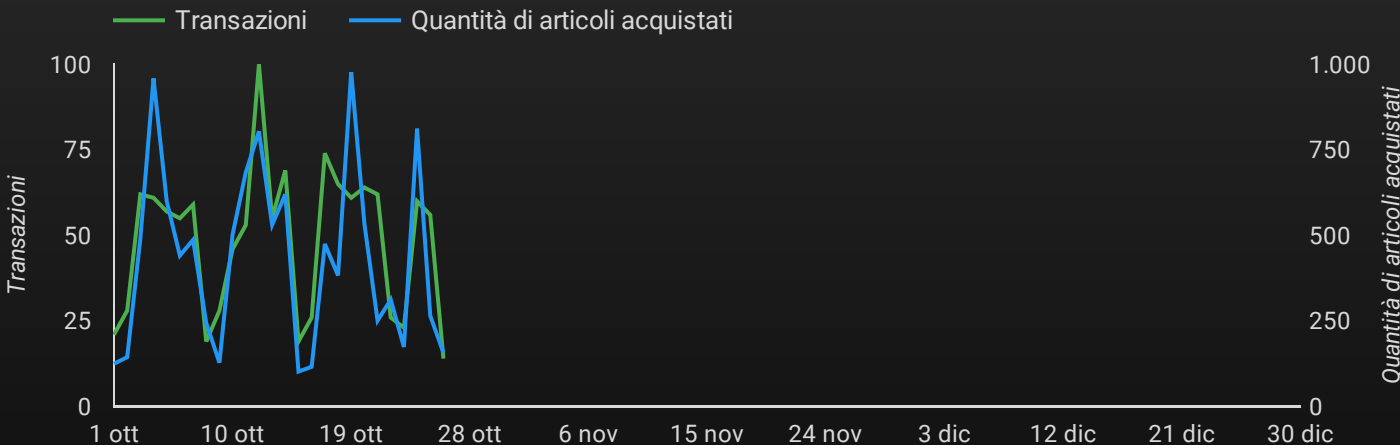 Transazioni Quantità di articoli acquistati
100 1.000
75 750
50 500
25 250
0 0
Transazioni
Quantità di articoli acquistati
1 ott 10 ott 19 ott 28 ott 6 nov 15 nov 24 nov 3 dic 12 dic 21 dic 30 dic